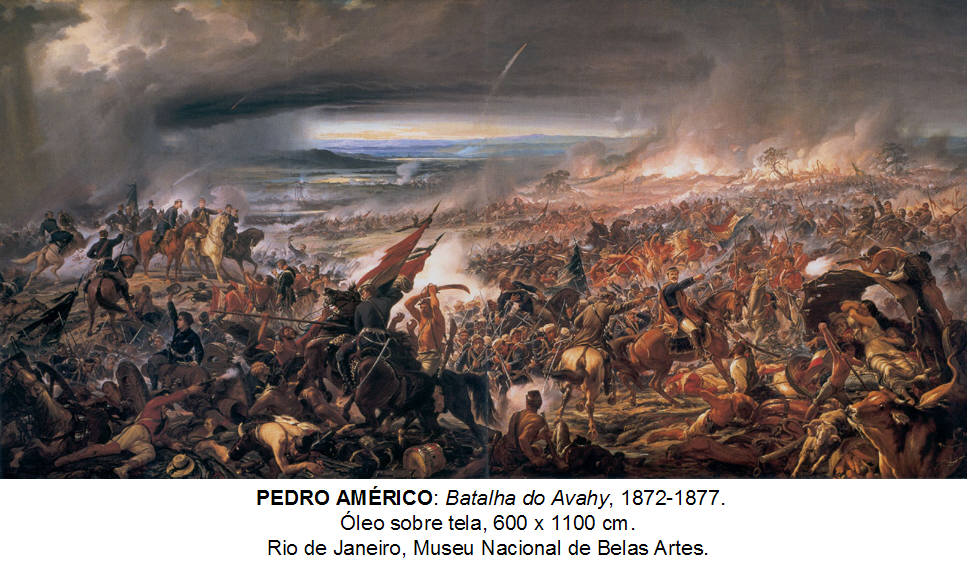 PEDRO AMÉRICO: Batalha do Avahy, 1872-1877.
Óleo sobre tela, 600 x 1100 cm.
Rio de Janeiro, Museu Nacional de Belas Artes.